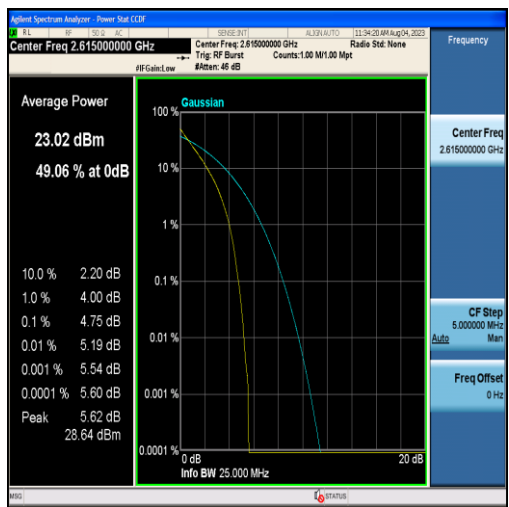 Agilent Spectrum Analyzer - Power Stat CCDF
RL RF 50 Ω AC SENSE:INT ALIGN AUTO 11:34:20 AM Aug 04, 2023
Center Freq 2.615000000 GHz
Center Freq: 2.615000000 GHz Radio Std: None
Trig: RF Burst Counts:1.00 M/1.00 Mpt
#IFGain:Low #Atten: 46 dB
Frequency
Average Power
23.02 dBm
49.06 % at 0dB
10.0 % 2.20 dB
1.0 % 4.00 dB
0.1 % 4.75 dB
0.01 % 5.19 dB
0.001 % 5.54 dB
0.0001 % 5.60 dB
Peak 5.62 dB
28.64 dBm
Gaussian
100 %
10 %
1 %
0.1 %
0.01 %
0.001 %
0.0001 %
0 dB 20 dB
Info BW 25.000 MHz
Center Freq
2.615000000 GHz
CF Step
5.000000 MHz
Auto Man
Freq Offset
0 Hz
MSG STATUS